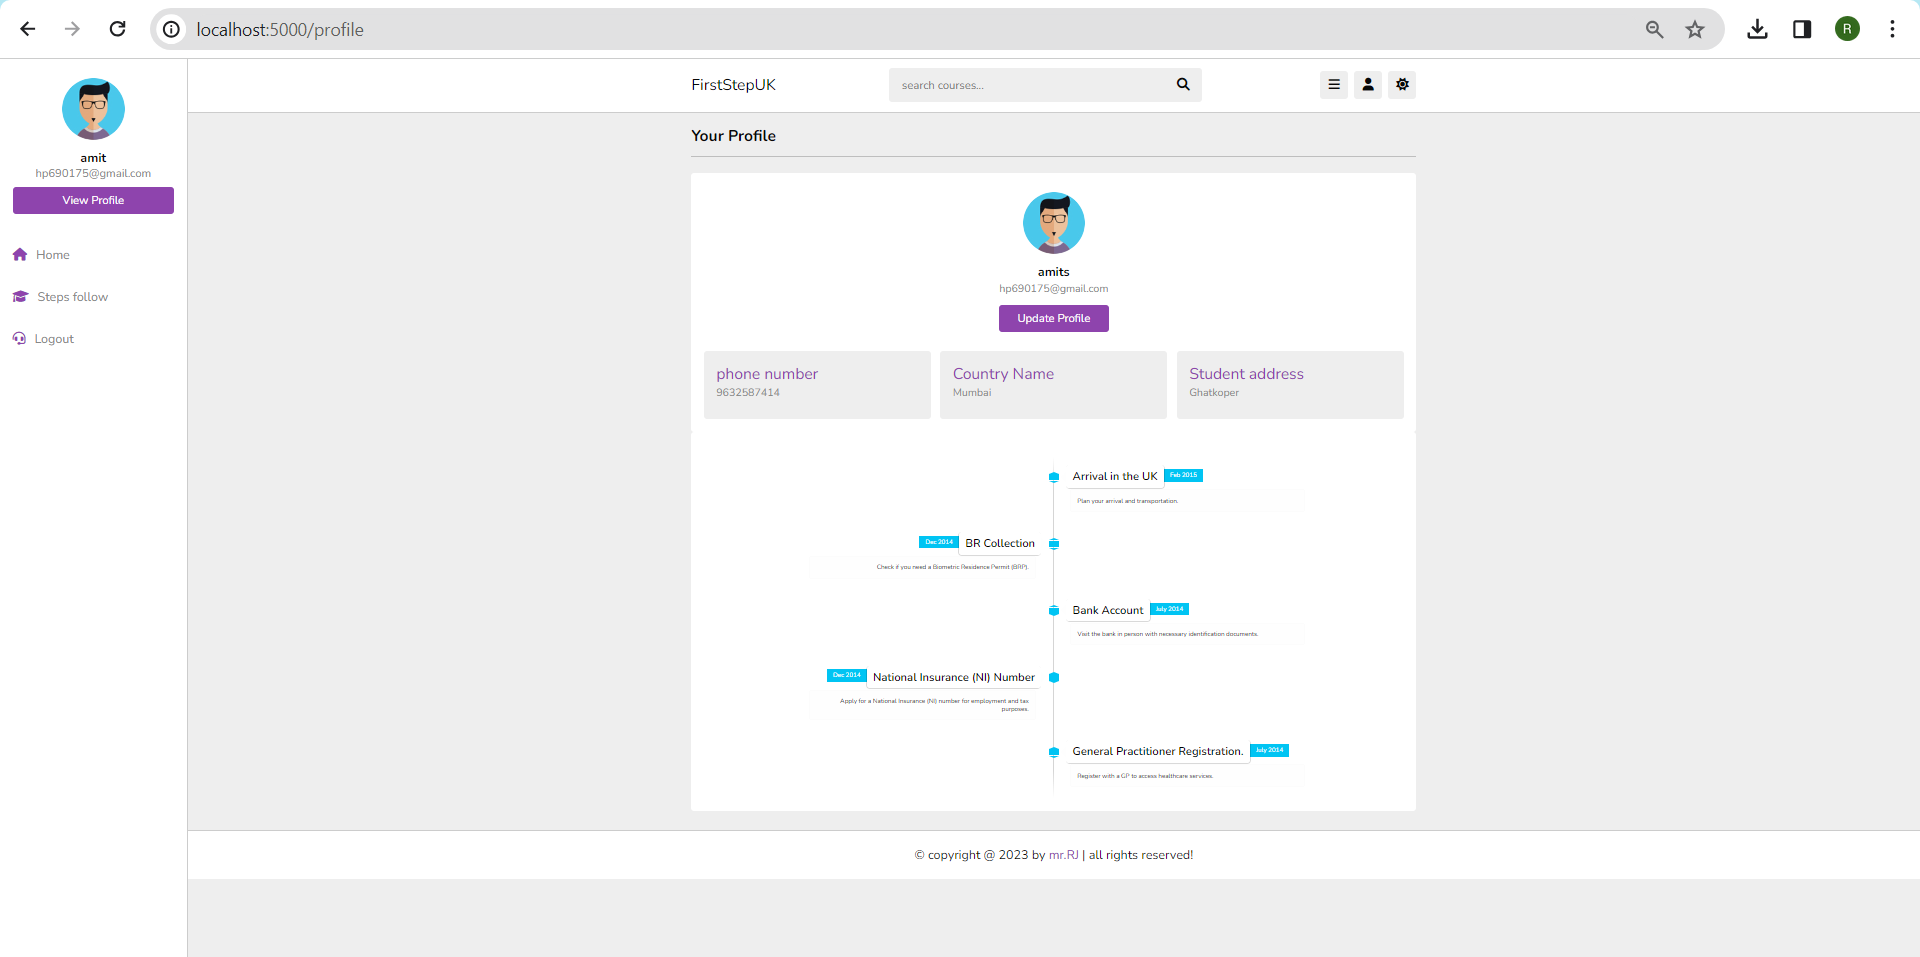 localhost:5000/profile
R
amit
hp690175@gmail.com
View Profile
Home
Steps follow
Logout
FirstStepUK
search courses...
Your Profile
amits
hp690175@gmail.com
Update Profile
phone number
9632587414
Country Name
Mumbai
Student address
Ghatkoper
Arrival in the UK Feb 2015
Plan your arrival and transportation.
Dec 2014 BR Collection
Check if you need a Biometric Residence Permit (BRP).
Bank Account July 2014
Visit the bank in person with necessary identification documents.
Dec 2014 National Insurance (NI) Number
Apply for a National Insurance (NI) number for employment and tax
purposes.
General Practitioner Registration. July 2014
Register with a GP to access healthcare services.
© copyright @ 2023 by mr.RJ | all rights reserved!